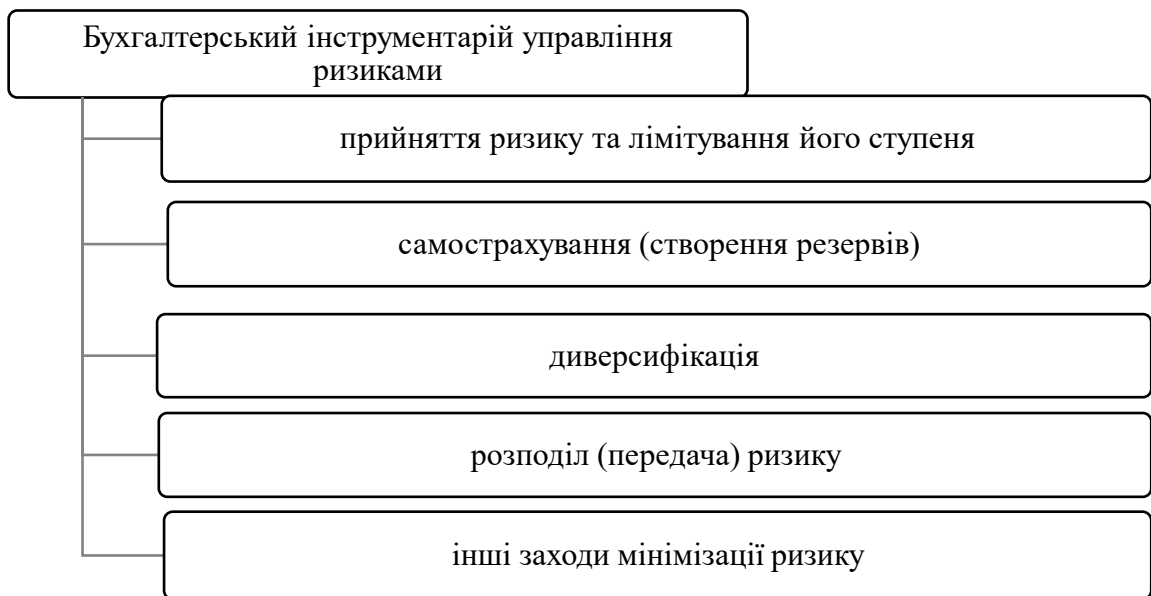 Бухгалтерський інструментарій управління
ризиками
прийняття ризику та лімітування його ступеня
самострахування (створення резервів)
диверсифікація
розподіл (передача) ризику
інші заходи мінімізації ризику